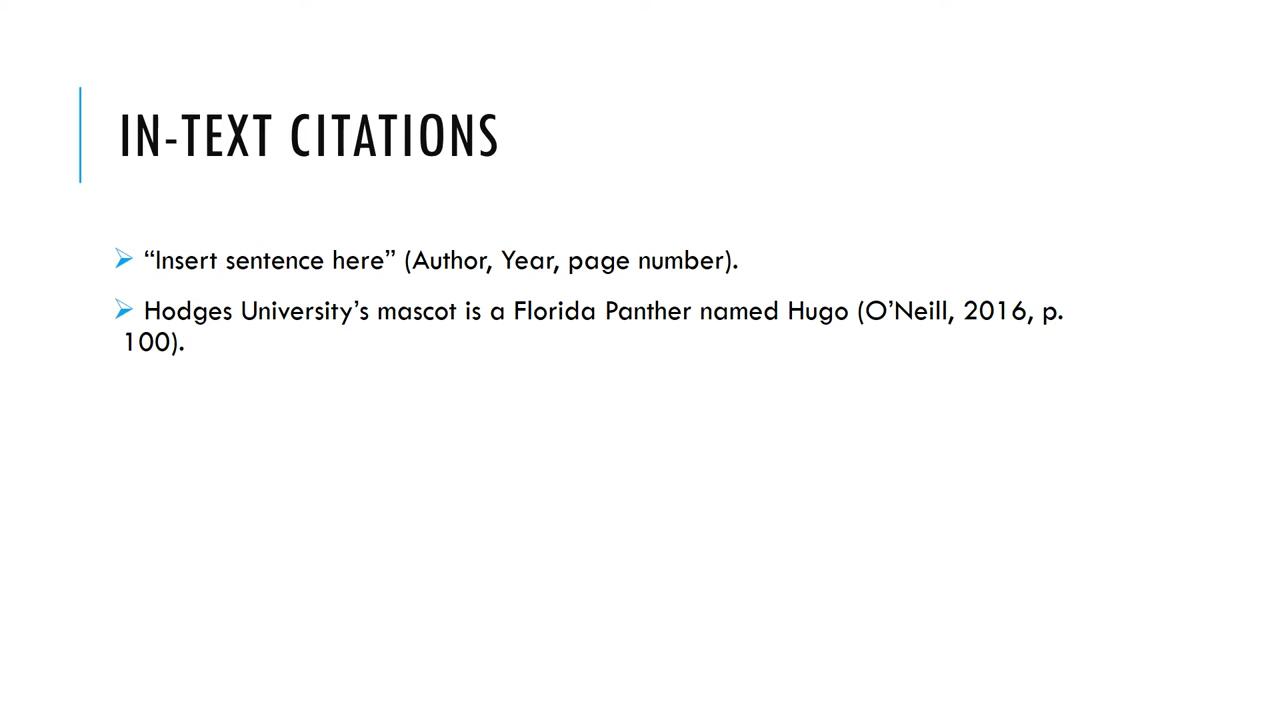 IN-TEXT CITATIONS
“Insert sentence here” (Author, Year, page number).
Hodges University’s mascot is a Florida Panther named Hugo (O’Neill, 2016, p.
100).